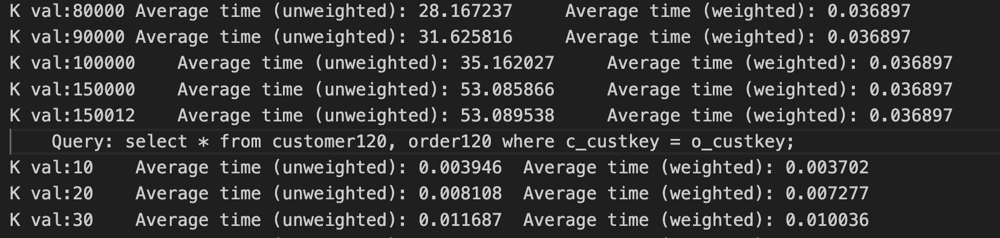 K val:80000 Average time (unweighted): 28.167237 Average time (weighted): 0.036897
K val:90000 Average time (unweighted): 31.625816 Average time (weighted): 0.036897
K val:100000 Average time (unweighted): 35.162027 Average time (weighted): 0.036897
K val:150000 Average time (unweighted): 53.085866 Average time (weighted): 0.036897
K val:150012 Average time (unweighted): 53.089538 Average time (weighted): 0.036897
Query: select * from customer120, order120 where c_custkey = o_custkey;
K val:10 Average time (unweighted): 0.003946 Average time (weighted): 0.003702
K val:20 Average time (unweighted): 0.008108 Average time (weighted): 0.007277
K val:30 Average time (unweighted): 0.011687 Average time (weighted): 0.010036